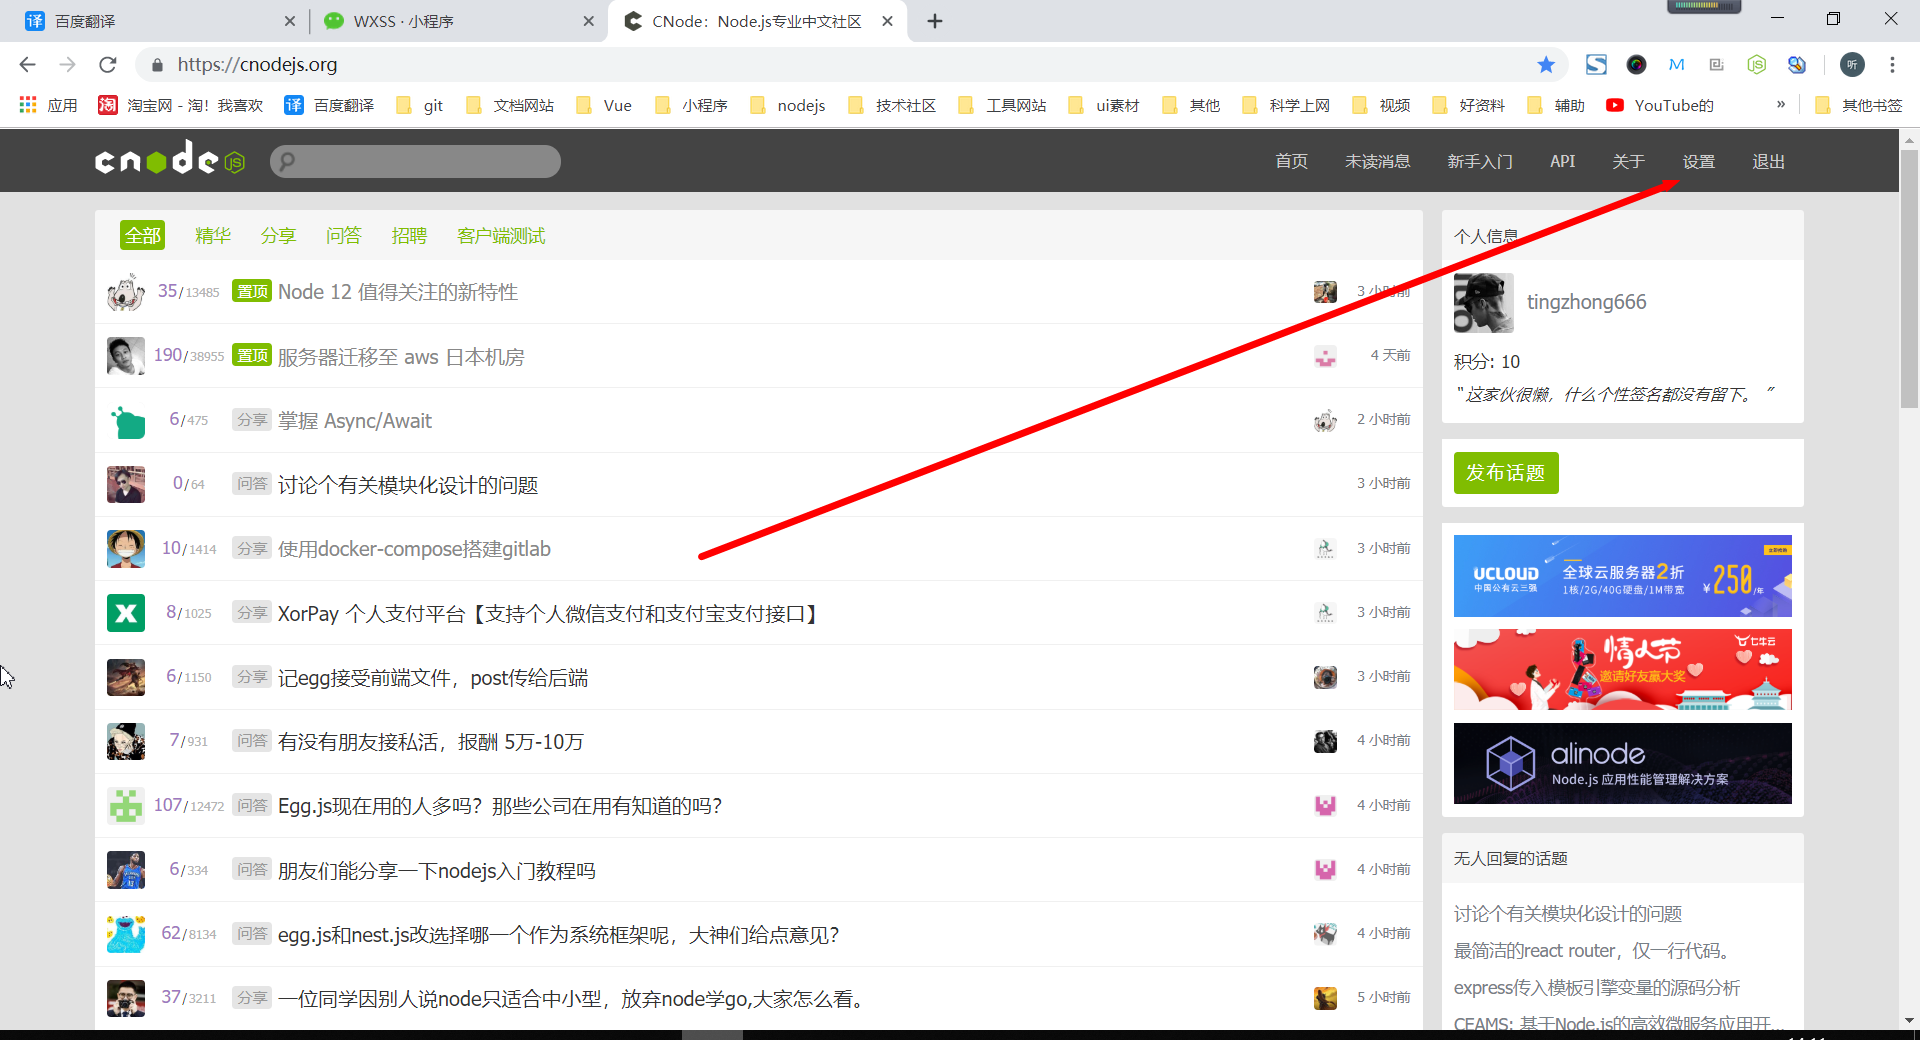 百度翻译
WXSS · 小程序
CNode：Node.js专业中文社区
https://cnodejs.org
应用
淘宝网 - 淘！我喜欢
百度翻译
git
文档网站
Vue
小程序
nodejs
技术社区
工具网站
ui素材
其他
科学上网
视频
好资料
辅助
YouTube的
»
其他书签
cnode JS
首页
未读消息
新手入门
API
关于
设置
退出
全部
精华
分享
问答
招聘
客户端测试
35/13485 置顶 Node 12 值得关注的新特性 3 小时前
190/38955 置顶 服务器迁移至 aws 日本机房 4 天前
6/475 分享 掌握 Async/Await 2 小时前
0/64 问答 讨论个有关模块化设计的问题 3 小时前
10/1414 分享 使用docker-compose搭建gitlab 3 小时前
8/1025 分享 XorPay 个人支付平台【支持个人微信支付和支付宝支付接口】 3 小时前
6/1150 分享 记egg接受前端文件，post传给后端 3 小时前
7/931 问答 有没有朋友接私活，报酬 5万-10万 4 小时前
107/12472 问答 Egg.js现在用的人多吗？那些公司在用有知道的吗？ 4 小时前
6/334 问答 朋友们能分享一下nodejs入门教程吗 4 小时前
62/8134 问答 egg.js和nest.js改选择哪一个作为系统框架呢，大神们给点意见？ 4 小时前
37/3211 分享 一位同学因别人说node只适合中小型，放弃node学go,大家怎么看。 5 小时前
个人信息
tingzhong666
积分: 10
“ 这家伙很懒，什么个性签名都没有留下。 ”
发布话题
UCLOUD
中国公有云三强
全球云服务器2折
1核/2G/40G硬盘/1M带宽
¥250/年
七牛云
情人节
邀请好友赢大奖
alinode
Node.js 应用性能管理解决方案
无人回复的话题
讨论个有关模块化设计的问题
最简洁的react router，仅一行代码。
express传入模板引擎变量的源码分析
CEAMS: 基于Node.js的高效微服务应用开...